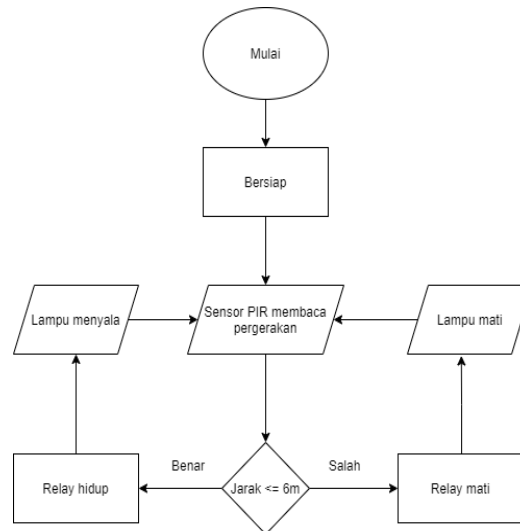 Mulai
Bersiap
Lampu menyala
Sensor PIR membaca
pergerakan
Lampu mati
Benar
Salah
Relay hidup
Jarak <= 6m
Relay mati